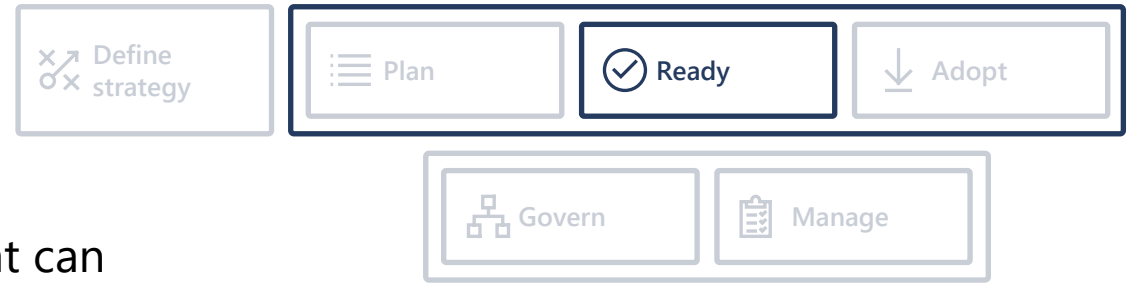 Define
strategy
Plan
Ready
Adopt
Govern
Manage
can